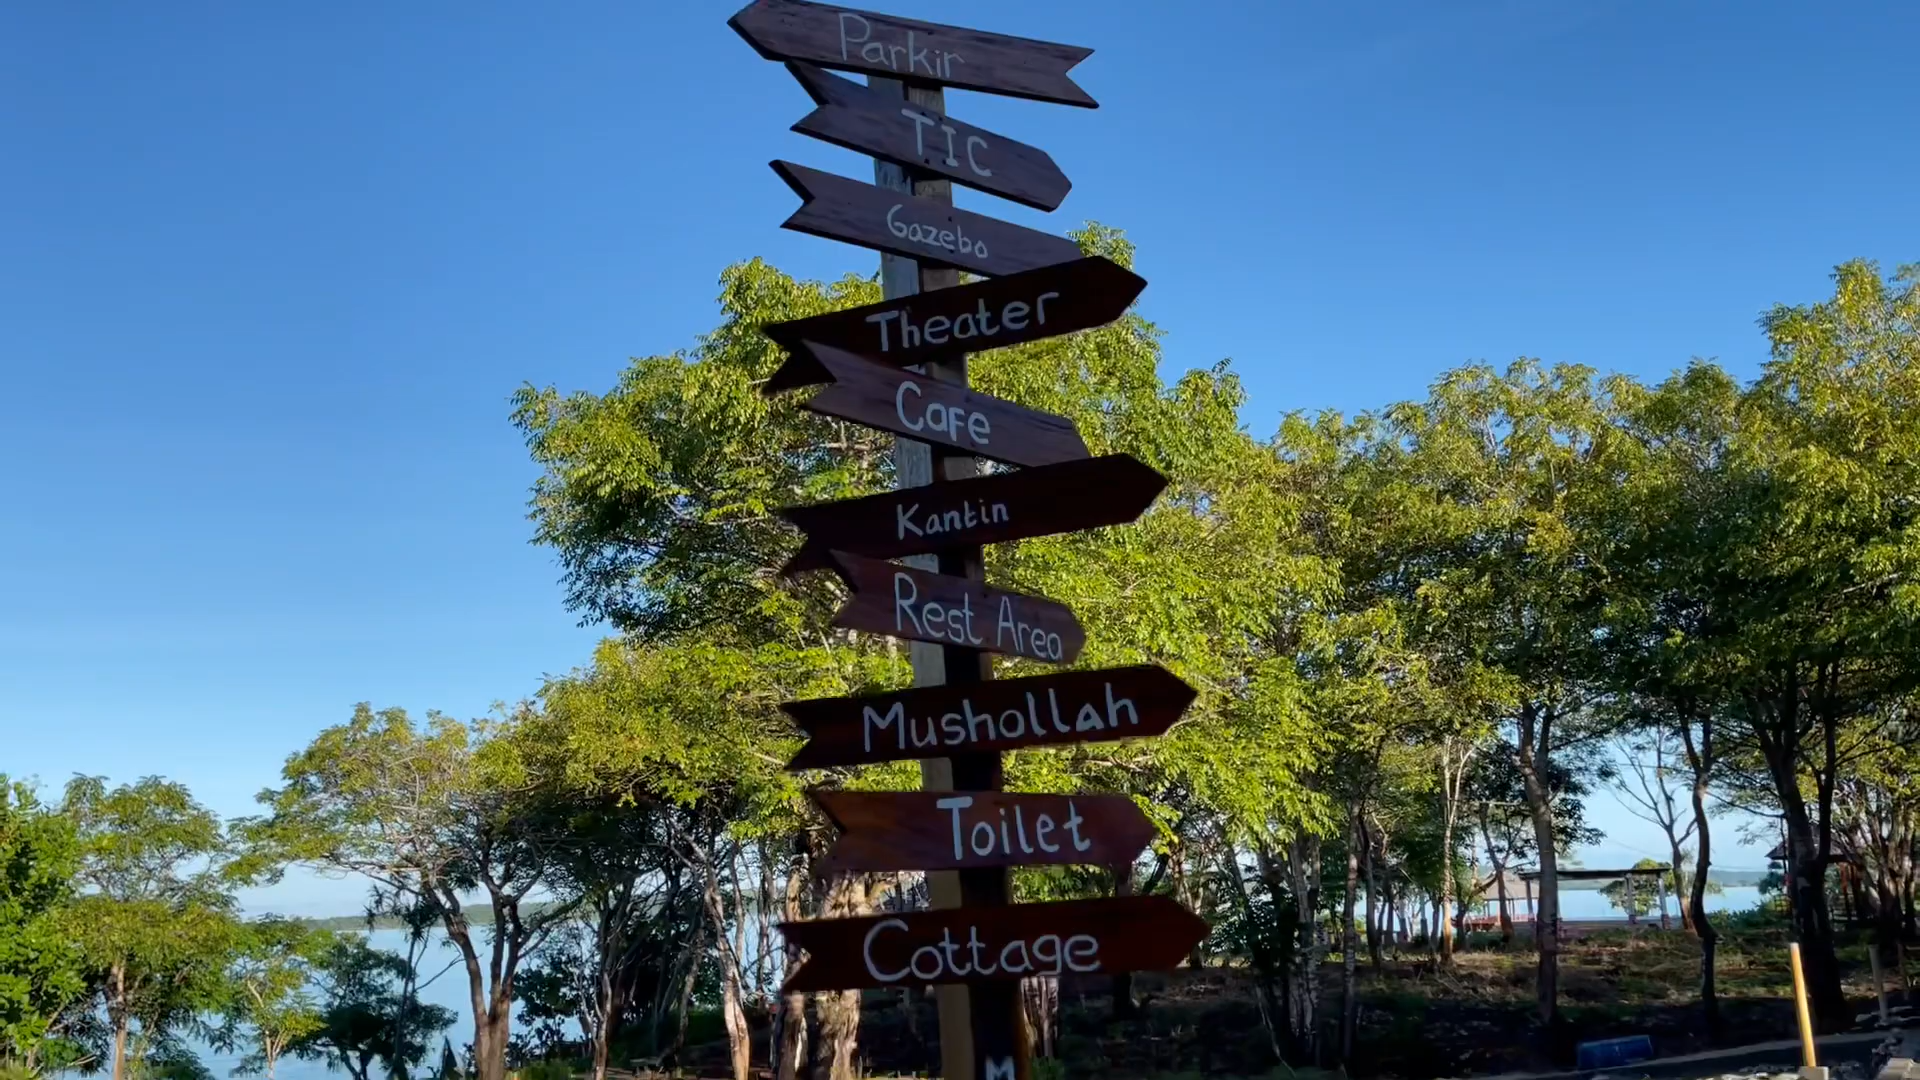 Parkir
TIC
Gazebo
Theater
Cafe
Kantin
Rest Area
Mushollah
Toilet
Cottage
M